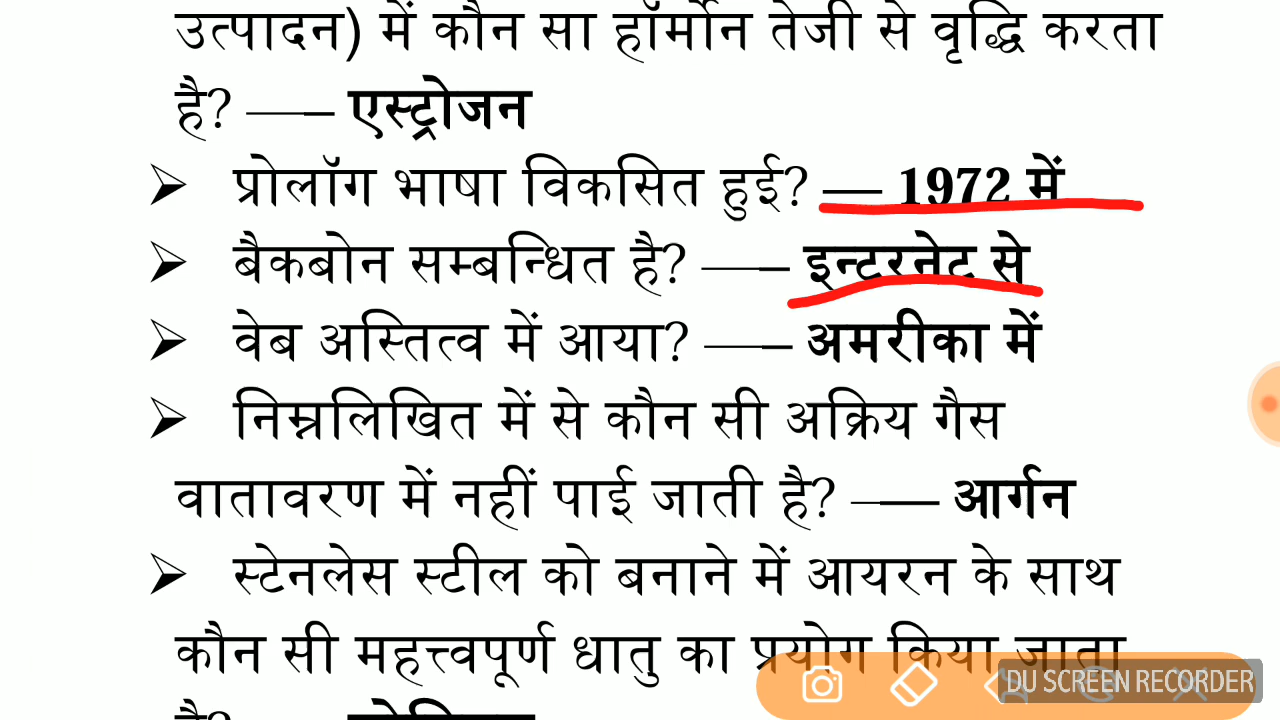 उत्पादन) में कौन सा हॉर्मोन तेजी से वृद्धि करता
है? —– एस्ट्रोजन
➢ प्रोलॉग भाषा विकसित हुई? — 1972 में
➢ बैकबोन सम्बन्धित है? —– इन्टरनेट से
➢ वेब अस्तित्व में आया? —– अमरीका में
➢ निम्नलिखित में से कौन सी अक्रिय गैस
वातावरण में नहीं पाई जाती है? —– आर्गन
➢ स्टेनलेस स्टील को बनाने में आयरन के साथ
कौन सी महत्त्वपूर्ण धातु का प्रयोग किया जाता
है?
DU SCREEN RECORDER